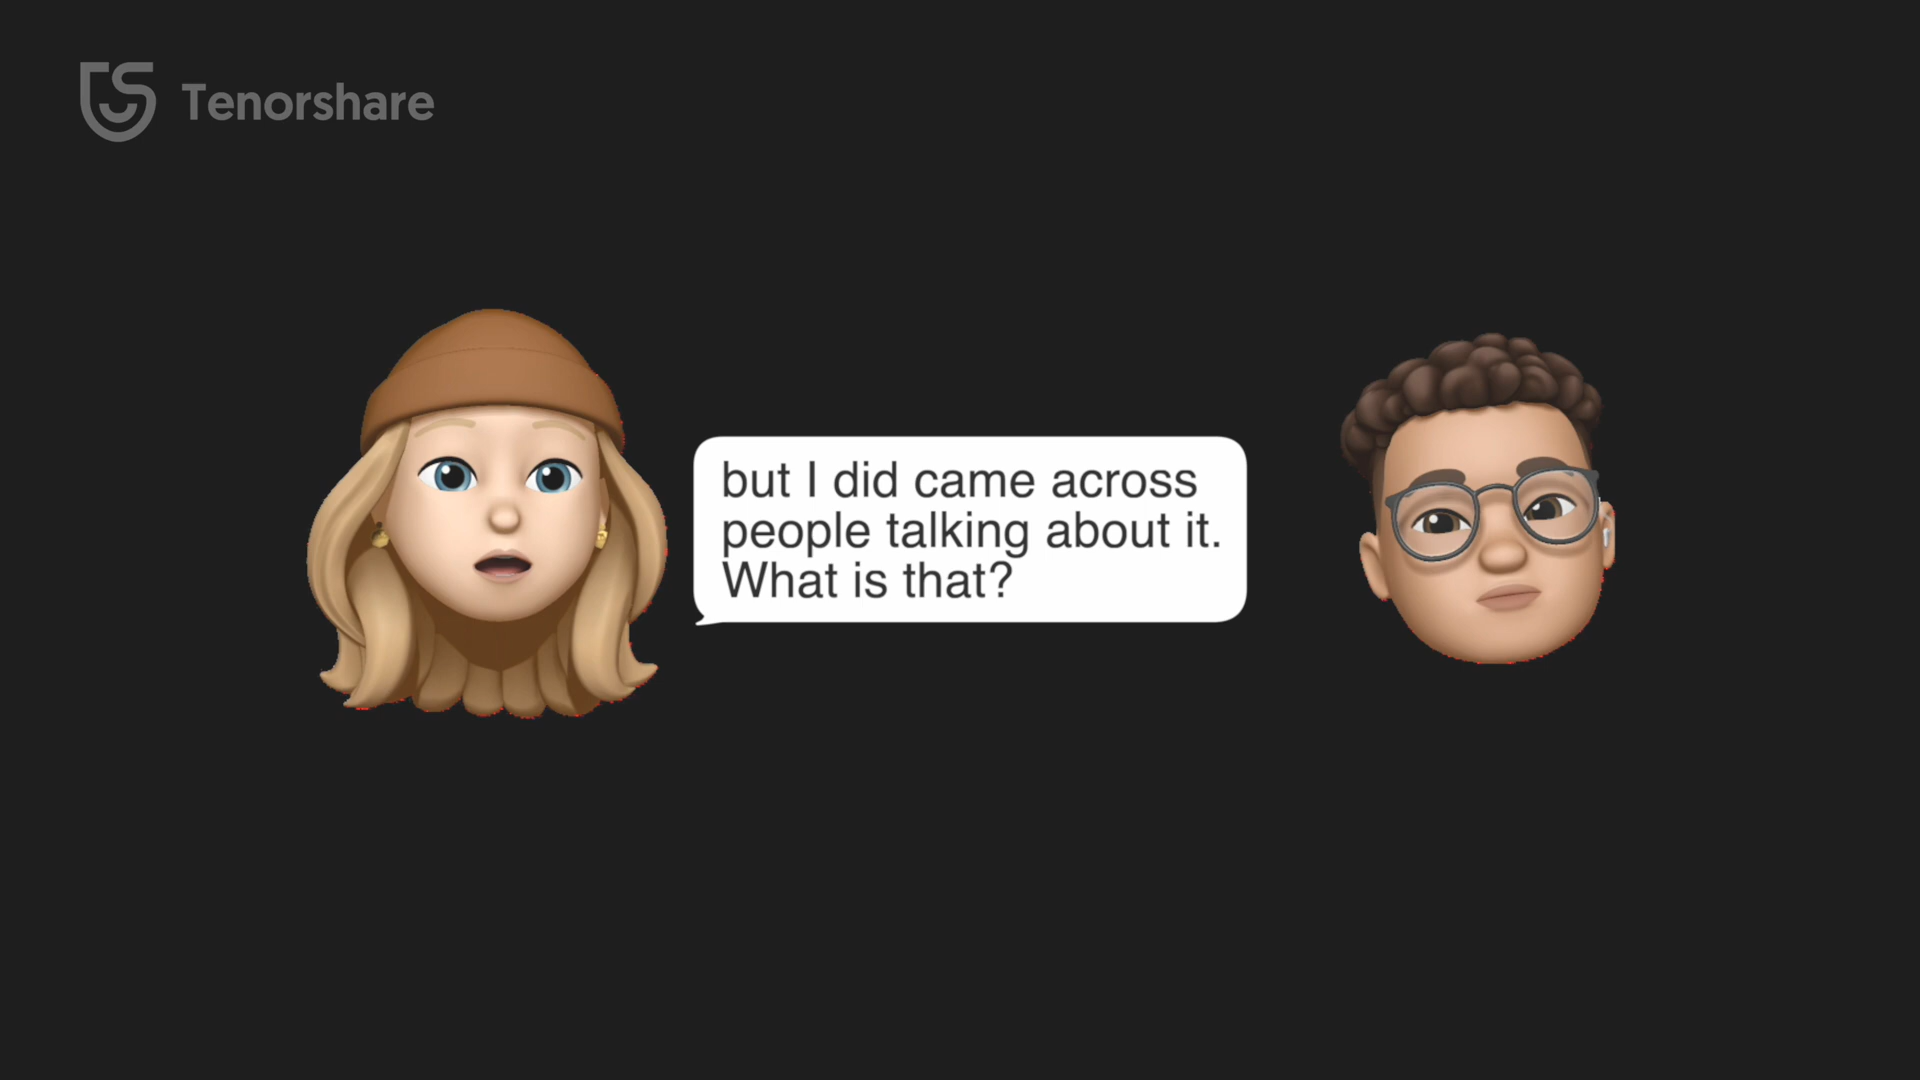 Tenorshare
but I did came across
people talking about it.
What is that?